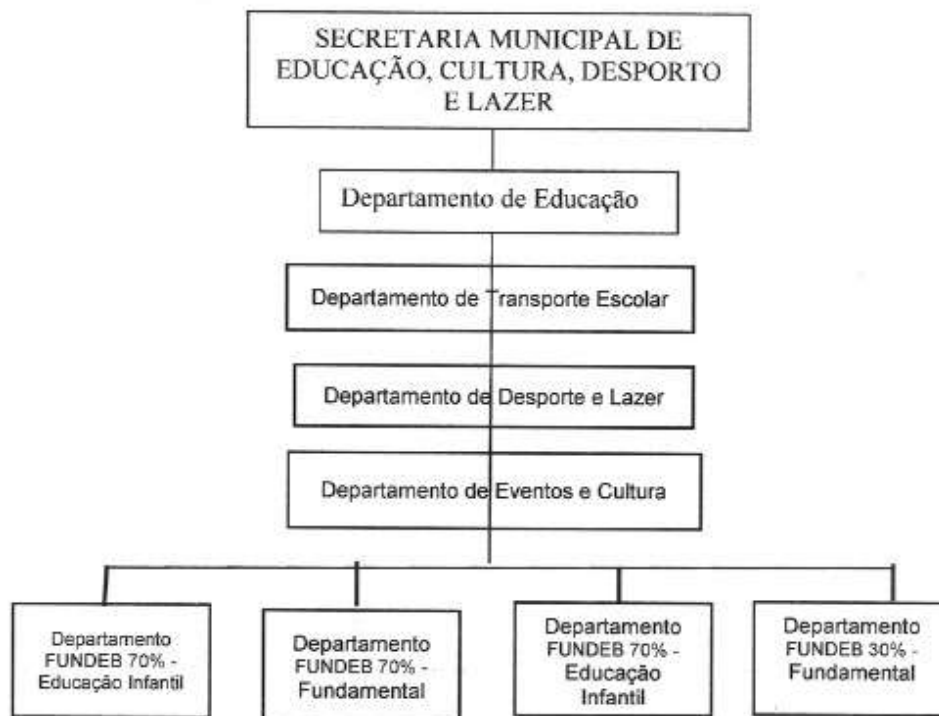 SECRETARIA MUNICIPAL DE
EDUCAÇÃO, CULTURA, DESPORTO
E LAZER
Departamento de Educação
Departamento de Transporte Escolar
Departamento de Desporte e Lazer
Departamento de Eventos e Cultura
Departamento
FUNDEB 70% -
Educação Infantil
Departamento
FUNDEB 70% -
Fundamental
Departamento
FUNDEB 70% -
Educação
Infantil
Departamento
FUNDEB 30% -
Fundamental